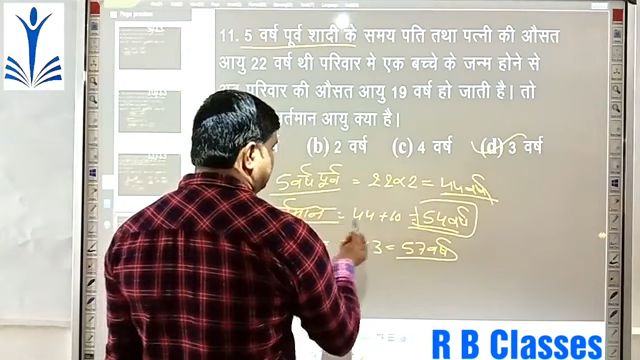 11. 5 वर्ष पूर्व शादी के समय पति तथा पत्नी की औसत
आयु 22 वर्ष थी परिवार मे एक बच्चे के जन्म होने से
परिवार की औसत आयु 19 वर्ष हो जाती है। तो
वर्तमान आयु क्या है।
(b) 2 वर्ष (c) 4 वर्ष (d) 3 वर्ष
5 वर्ष पूर्व = 22×2 = 44 वर्ष
= 44+10 = 54 वर्ष
3 = 57 वर्ष
R B Classes